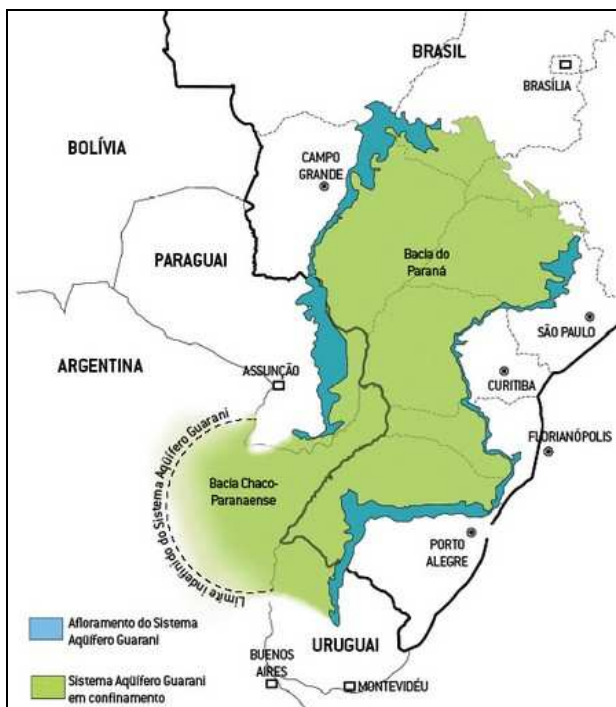 BRASIL
BRASÍLIA
BOLÍVIA
CAMPO
GRANDE
Bacia do
Paraná
PARAGUAI
SÃO PAULO
ARGENTINA
ASSUNÇÃO
CURITIBA
FLORIANÓPOLIS
Limite indefinido do Sistema Aqüífero Guarani
Bacia Chaco-
Paranaense
PORTO
ALEGRE
Afloramento do Sistema
Aqüífero Guarani
URUGUAI
BUENOS
AIRES
MONTEVIDÉU
Sistema Aqüífero Guarani
em confinamento